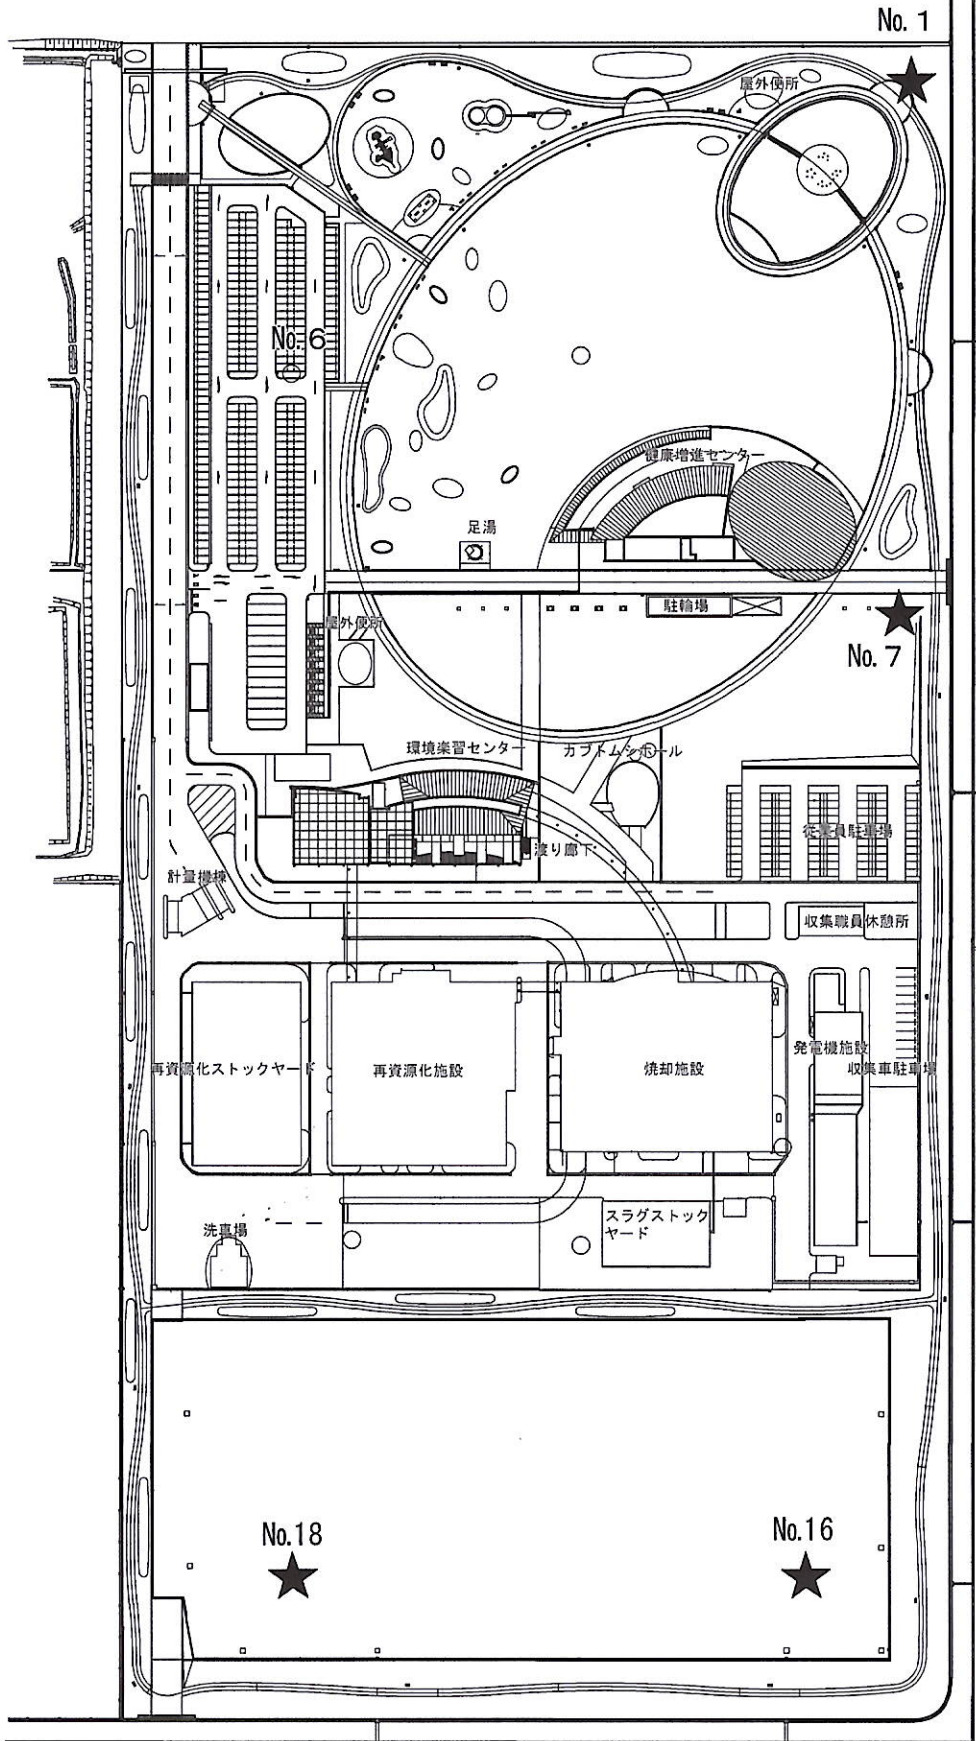 No. 1
屋外便所
No. 6
健康増進センター
足湯
駐輪場
屋外便所
No. 7
環境楽習センター
カブトムシホール
従業員駐車場
渡り廊下
計量機棟
収集職員休憩所
再資源化ストックヤード
再資源化施設
焼却施設
発電機施設
収集車駐車場
スラグストック
ヤード
洗車場
No.18
No.16